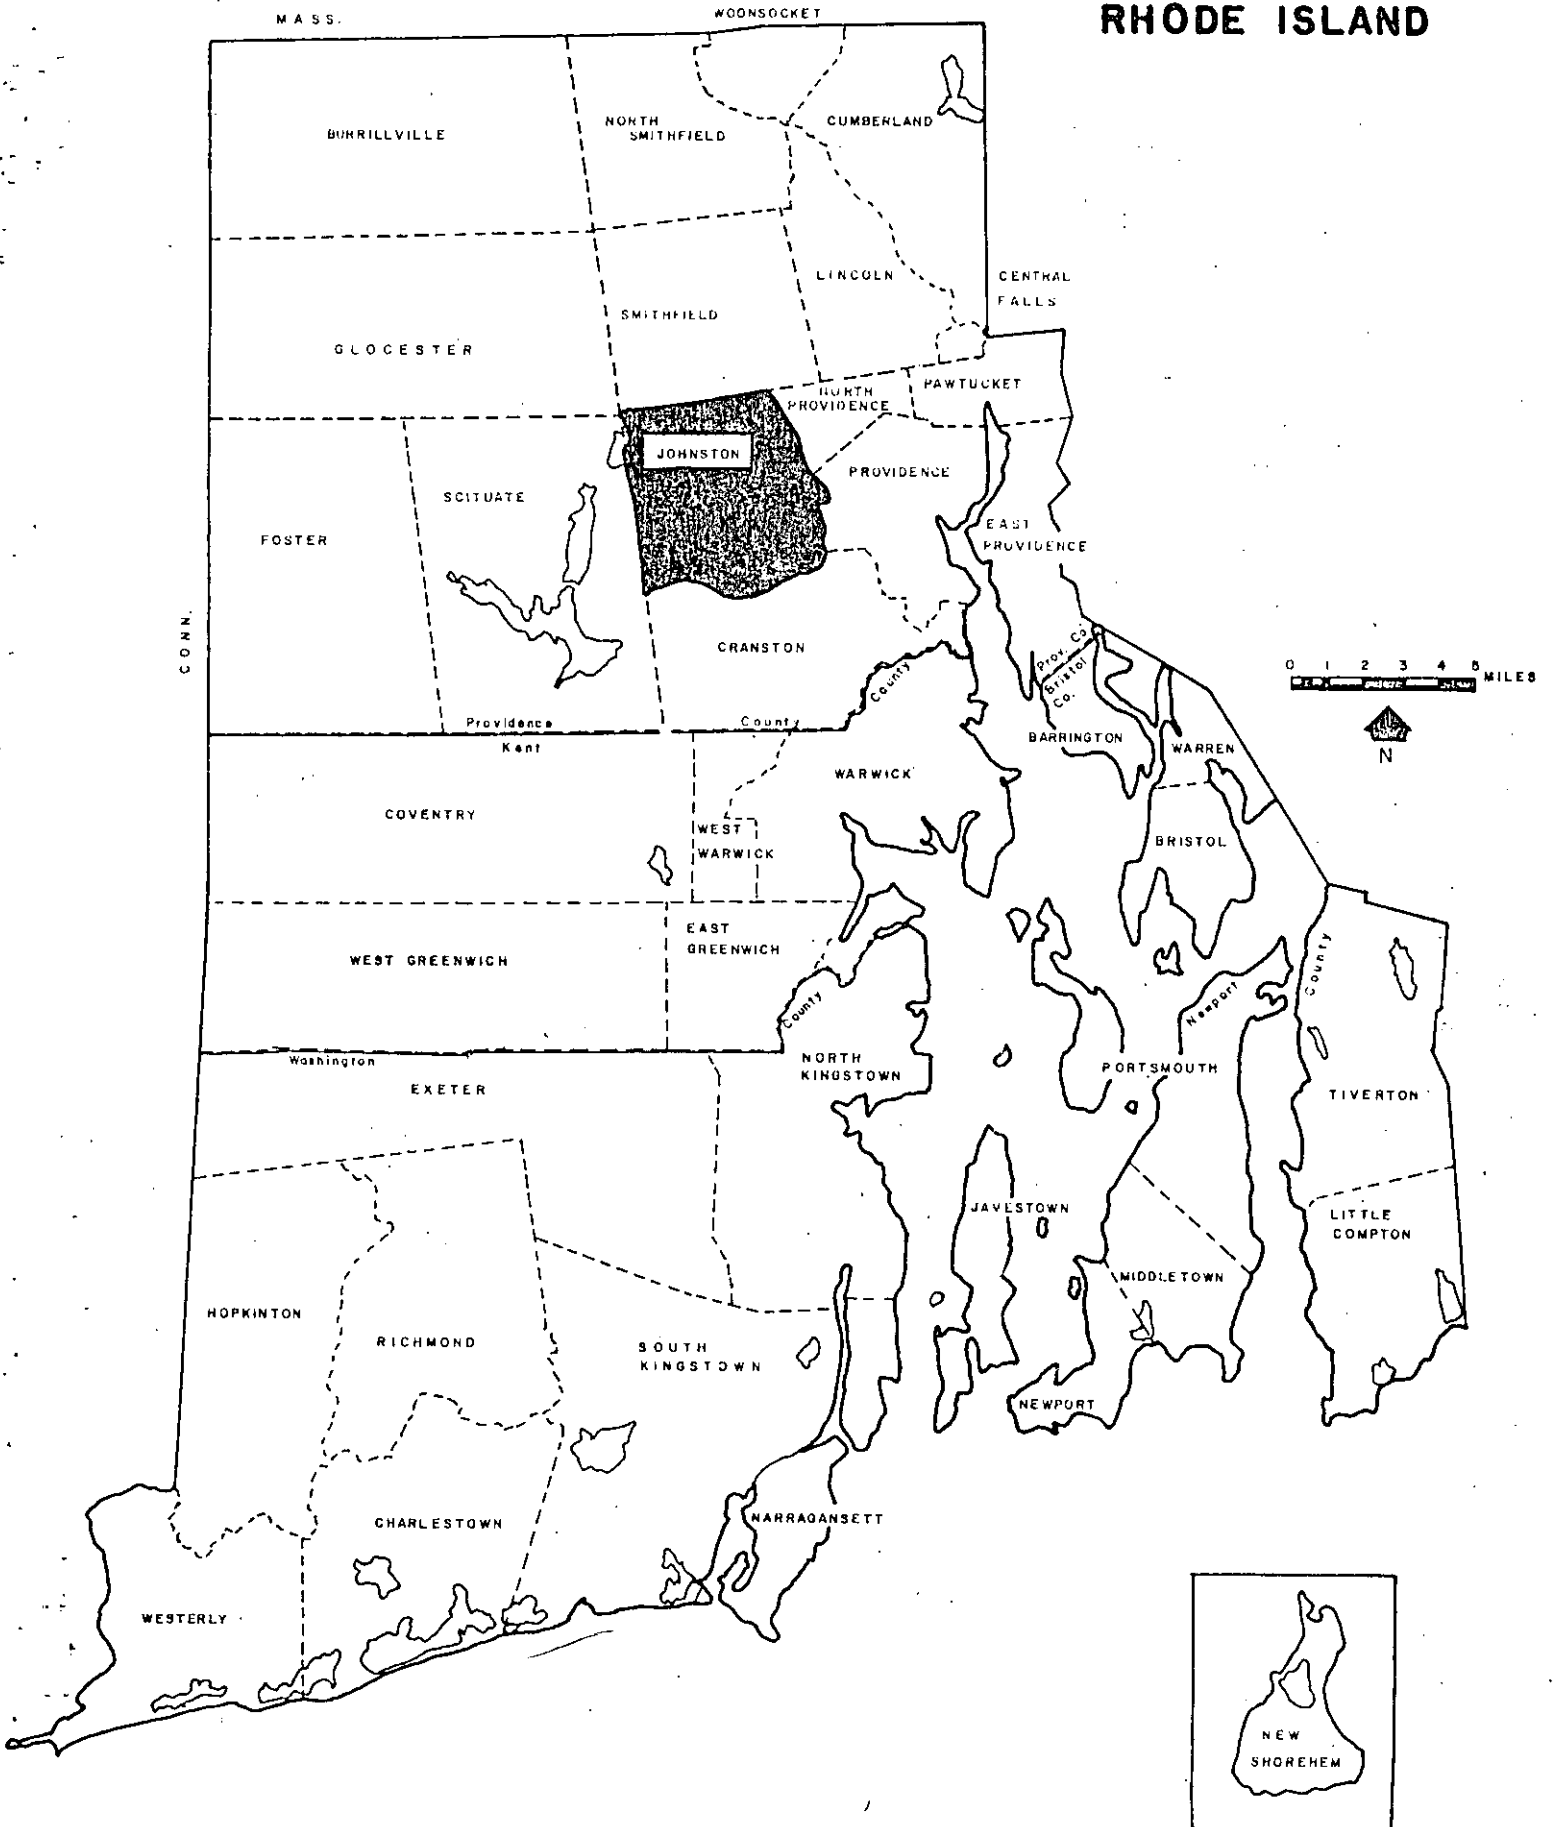 RHODE ISLAND
MASS.
WOONSOCKET
BURRILLVILLE
NORTH
SMITHFIELD
CUMBERLAND
LINCOLN
CENTRAL
FALLS
SMITHFIELD
GLOCESTER
PAWTUCKET
NORTH
PROVIDENCE
JOHNSTON
PROVIDENCE
SCITUATE
FOSTER
EAST
PROVIDENCE
CONN.
CRANSTON
Prov. Co.
Bristol
Co.
County
0 1 2 3 4 5 MILES
N
Providence County
Kent
BARRINGTON
WARREN
WARWICK
COVENTRY
WEST
WARWICK
BRISTOL
EAST
GREENWICH
WEST GREENWICH
County
Newport
County
Washington
NORTH
KINGSTOWN
EXETER
PORTSMOUTH
TIVERTON
JAVESTOWN
LITTLE
COMPTON
MIDDLETOWN
HOPKINTON
RICHMOND
SOUTH
KINGSTOWN
NEWPORT
CHARLESTOWN
NARRAGANSETT
WESTERLY
NEW
SHOREHEM